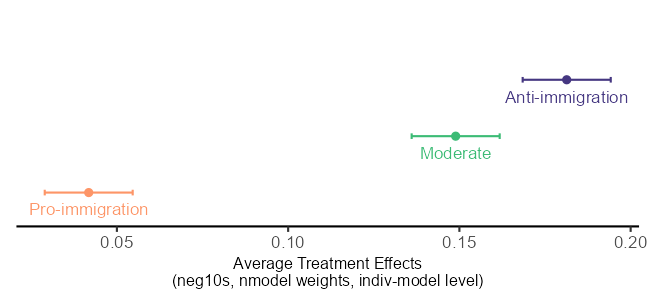 Anti-immigration
Moderate
Pro-immigration
0.05 0.10 0.15 0.20
Average Treatment Effects
(neg10s, nmodel weights, indiv-model level)